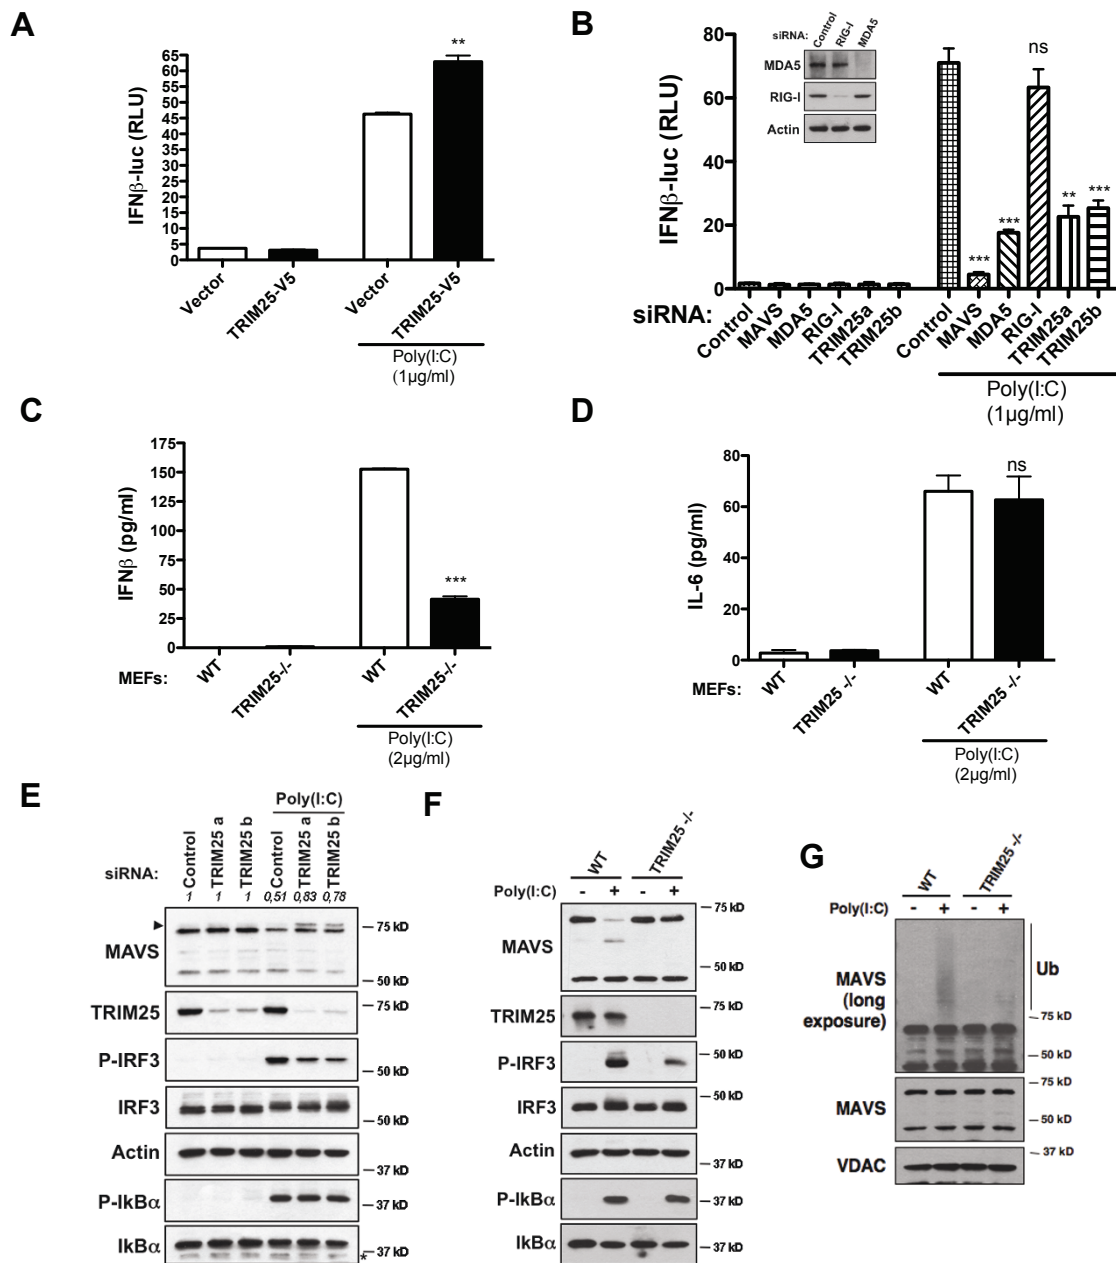 A
IFNβ-luc (RLU)
65
60
55
50
45
40
35
30
25
20
15
10
5
0
**
Vector
TRIM25-V5
Vector
TRIM25-V5
Poly(I:C)
(1µg/ml)
B
IFNβ-luc (RLU)
80
60
40
20
0
siRNA:
Control
RIG-I
MDA5
MDA5
RIG-I
Actin
ns
***
***
**
***
siRNA:
Control
MAVS
MDA5
RIG-I
TRIM25a
TRIM25b
Control
MAVS
MDA5
RIG-I
TRIM25a
TRIM25b
Poly(I:C)
(1µg/ml)
C
IFNβ (pg/ml)
175
150
125
100
75
50
25
0
***
MEFs:
WT
TRIM25-/-
WT
TRIM25-/-
Poly(I:C)
(2µg/ml)
D
IL-6 (pg/ml)
80
60
40
20
0
ns
MEFs:
WT
TRIM25 -/-
WT
TRIM25 -/-
Poly(I:C)
(2µg/ml)
E
Poly(I:C)
siRNA:
Control
TRIM25 a
TRIM25 b
Control
TRIM25 a
TRIM25 b
1 1 1 0,51 0,83 0,78
MAVS
75 kD
50 kD
TRIM25
75 kD
P-IRF3
50 kD
IRF3
50 kD
Actin
37 kD
P-IkBα
37 kD
IkBα
37 kD
*
F
WT
TRIM25 -/-
Poly(I:C) - + - +
MAVS
75 kD
50 kD
TRIM25
75 kD
P-IRF3
50 kD
IRF3
50 kD
Actin
37 kD
P-IkBα
37 kD
IkBα
37 kD
G
WT
TRIM25 -/-
Poly(I:C) - + - +
MAVS
(long
exposure)
Ub
75 kD
50 kD
MAVS
75 kD
50 kD
VDAC
37 kD